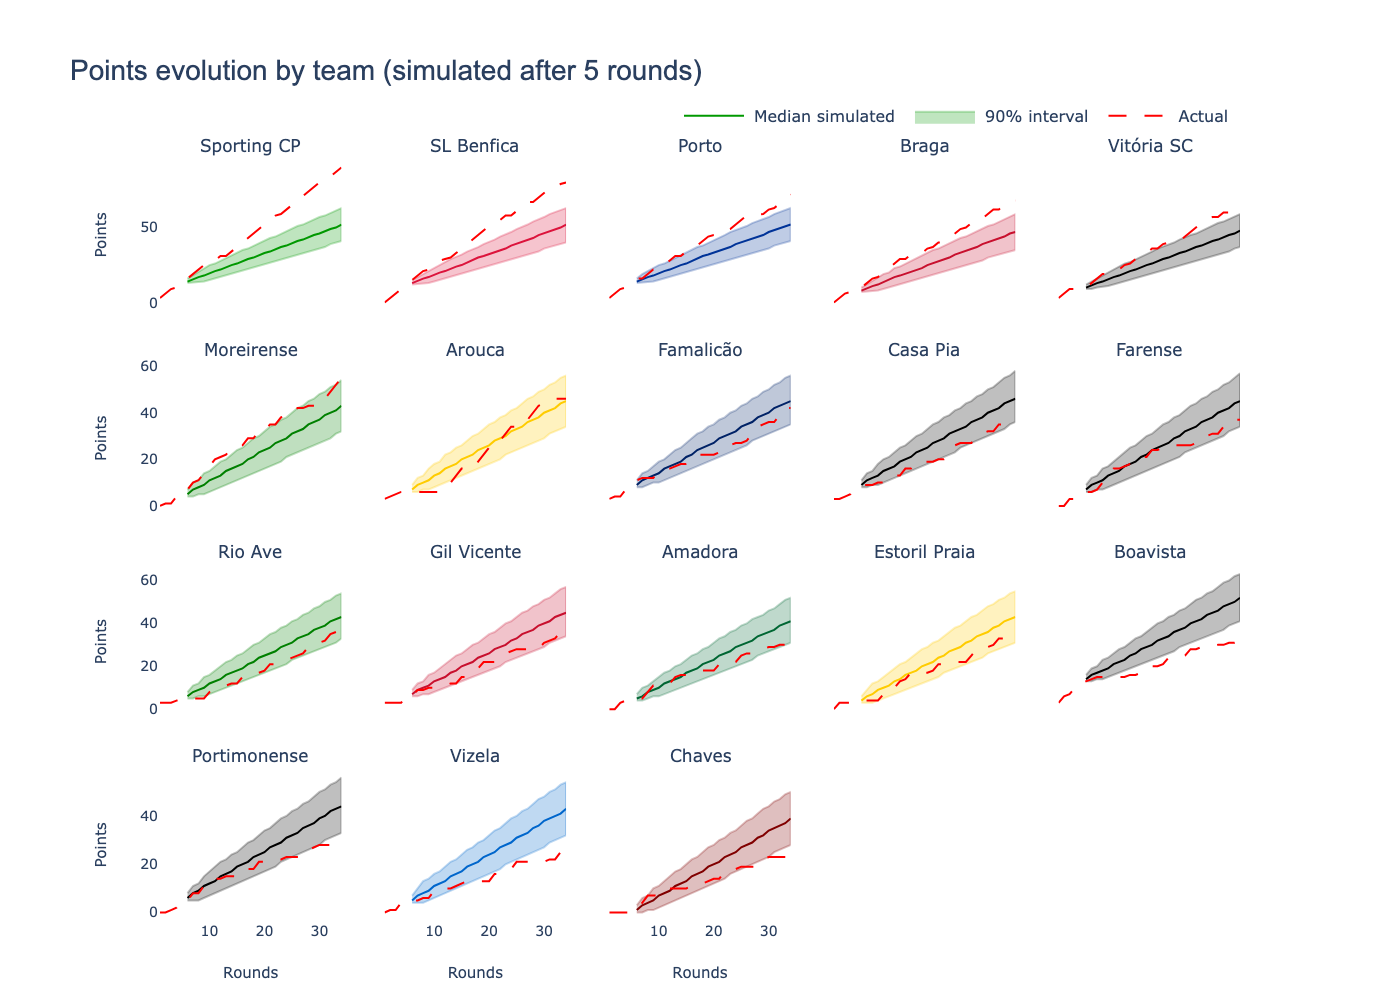 Points evolution by team (simulated after 5 rounds)
Median simulated 90% interval Actual
Sporting CP SL Benfica Porto Braga Vitória SC
Points
50
0
Moreirense Arouca Famalicão Casa Pia Farense
Points
60
40
20
0
Rio Ave Gil Vicente Amadora Estoril Praia Boavista
Points
60
40
20
0
Portimonense Vizela Chaves
Points
40
20
0
10 20 30 10 20 30 10 20 30
Rounds Rounds Rounds